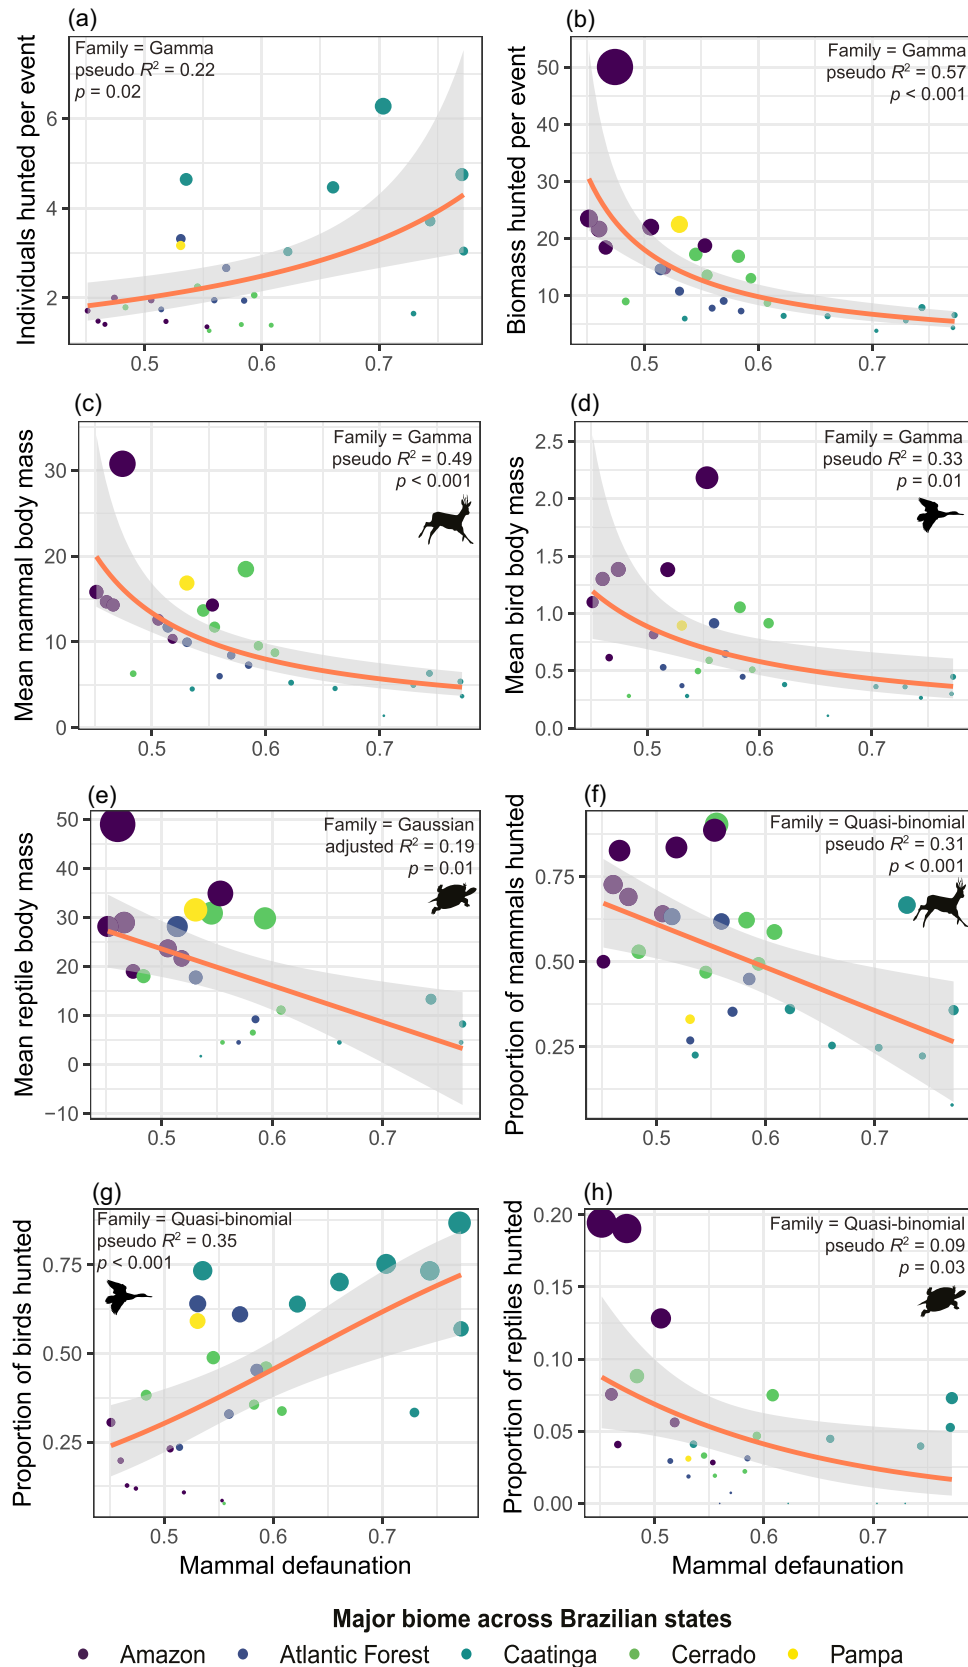 (a)
Family = Gamma
pseudo R² = 0.22
p = 0.02
Individuals hunted per event
6
4
2
0.5
0.6
0.7
(b)
Family = Gamma
pseudo R² = 0.57
p < 0.001
Biomass hunted per event
50
40
30
20
10
0.5
0.6
0.7
(c)
Family = Gamma
pseudo R² = 0.49
p < 0.001
Mean mammal body mass
30
20
10
0
0.5
0.6
0.7
(d)
Family = Gamma
pseudo R² = 0.33
p = 0.01
Mean bird body mass
2.5
2.0
1.5
1.0
0.5
0.0
0.5
0.6
0.7
(e)
Family = Gaussian
adjusted R² = 0.19
p = 0.01
Mean reptile body mass
50
40
30
20
10
0
−10
0.5
0.6
0.7
(f)
Family = Quasi-binomial
pseudo R² = 0.31
p < 0.001
Proportion of mammals hunted
0.75
0.50
0.25
0.5
0.6
0.7
(g)
Family = Quasi-binomial
pseudo R² = 0.35
p < 0.001
Proportion of birds hunted
0.75
0.50
0.25
0.5
0.6
0.7
Mammal defaunation
(h)
Family = Quasi-binomial
pseudo R² = 0.09
p = 0.03
Proportion of reptiles hunted
0.20
0.15
0.10
0.05
0.00
0.5
0.6
0.7
Mammal defaunation
Major biome across Brazilian states
Amazon
Atlantic Forest
Caatinga
Cerrado
Pampa